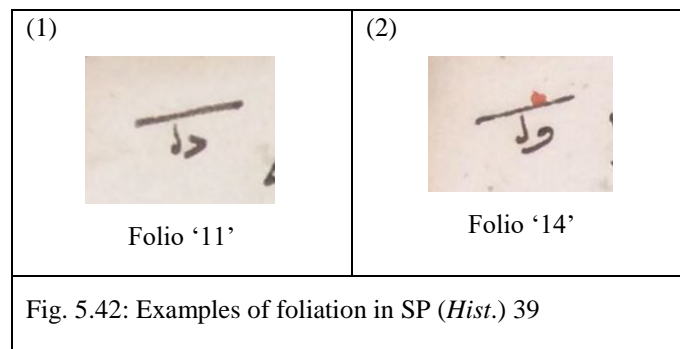 (1)
(2)
Folio ‘11’
Folio ‘14’
Fig. 5.42: Examples of foliation in SP (Hist.) 39